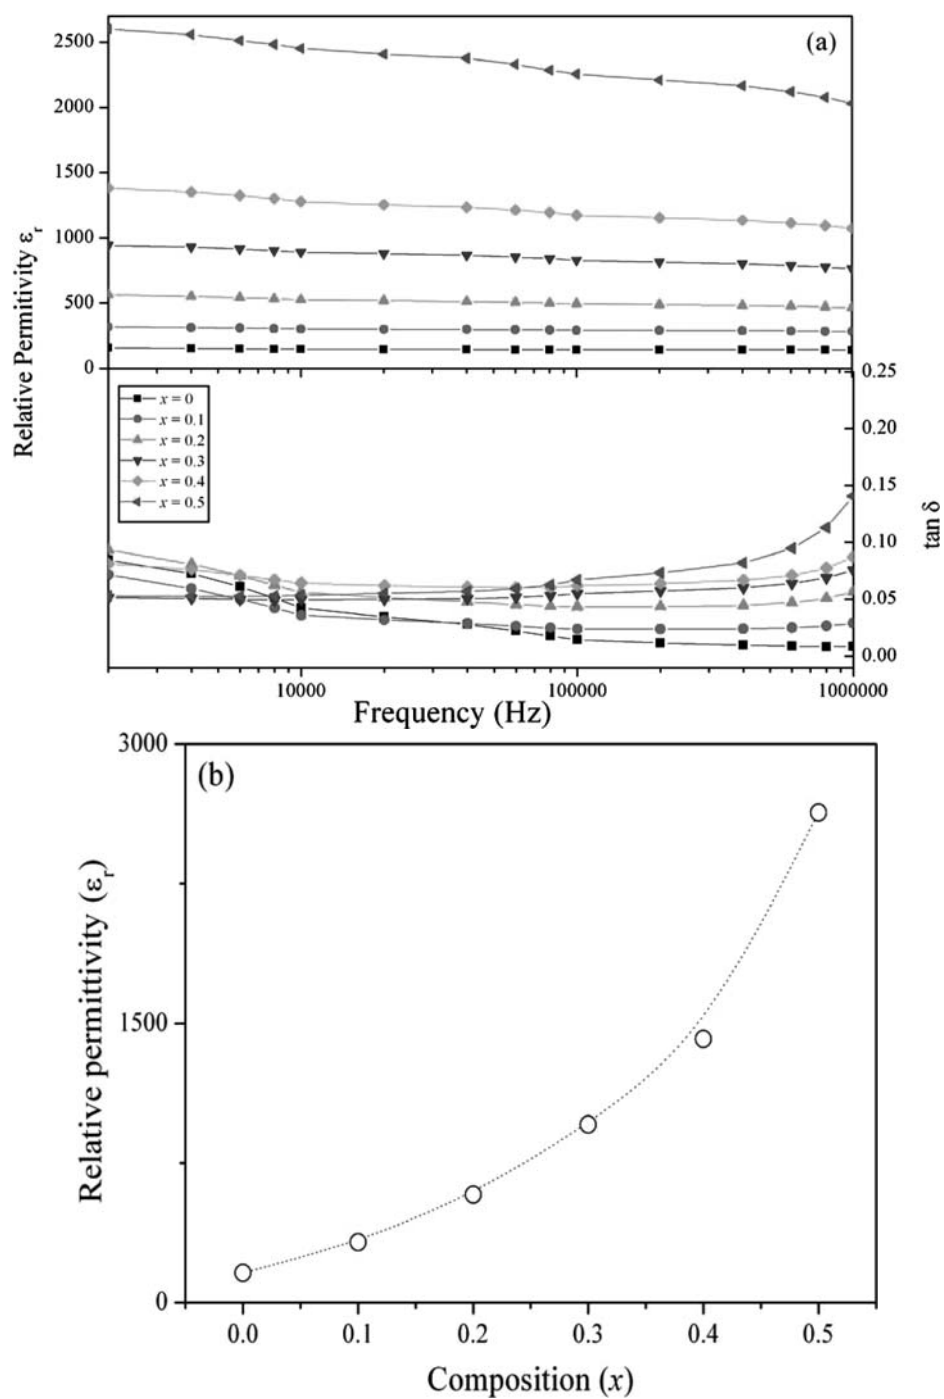 (a)
2500
2000
1500
1000
500
0
Relative Permitivity εr
x = 0
x = 0.1
x = 0.2
x = 0.3
x = 0.4
x = 0.5
0.25
0.20
0.15
0.10
0.05
0.00
tan δ
10000 100000 1000000
Frequency (Hz)
(b)
3000
1500
0
Relative permittivity (εr)
0.0 0.1 0.2 0.3 0.4 0.5
Composition (x)